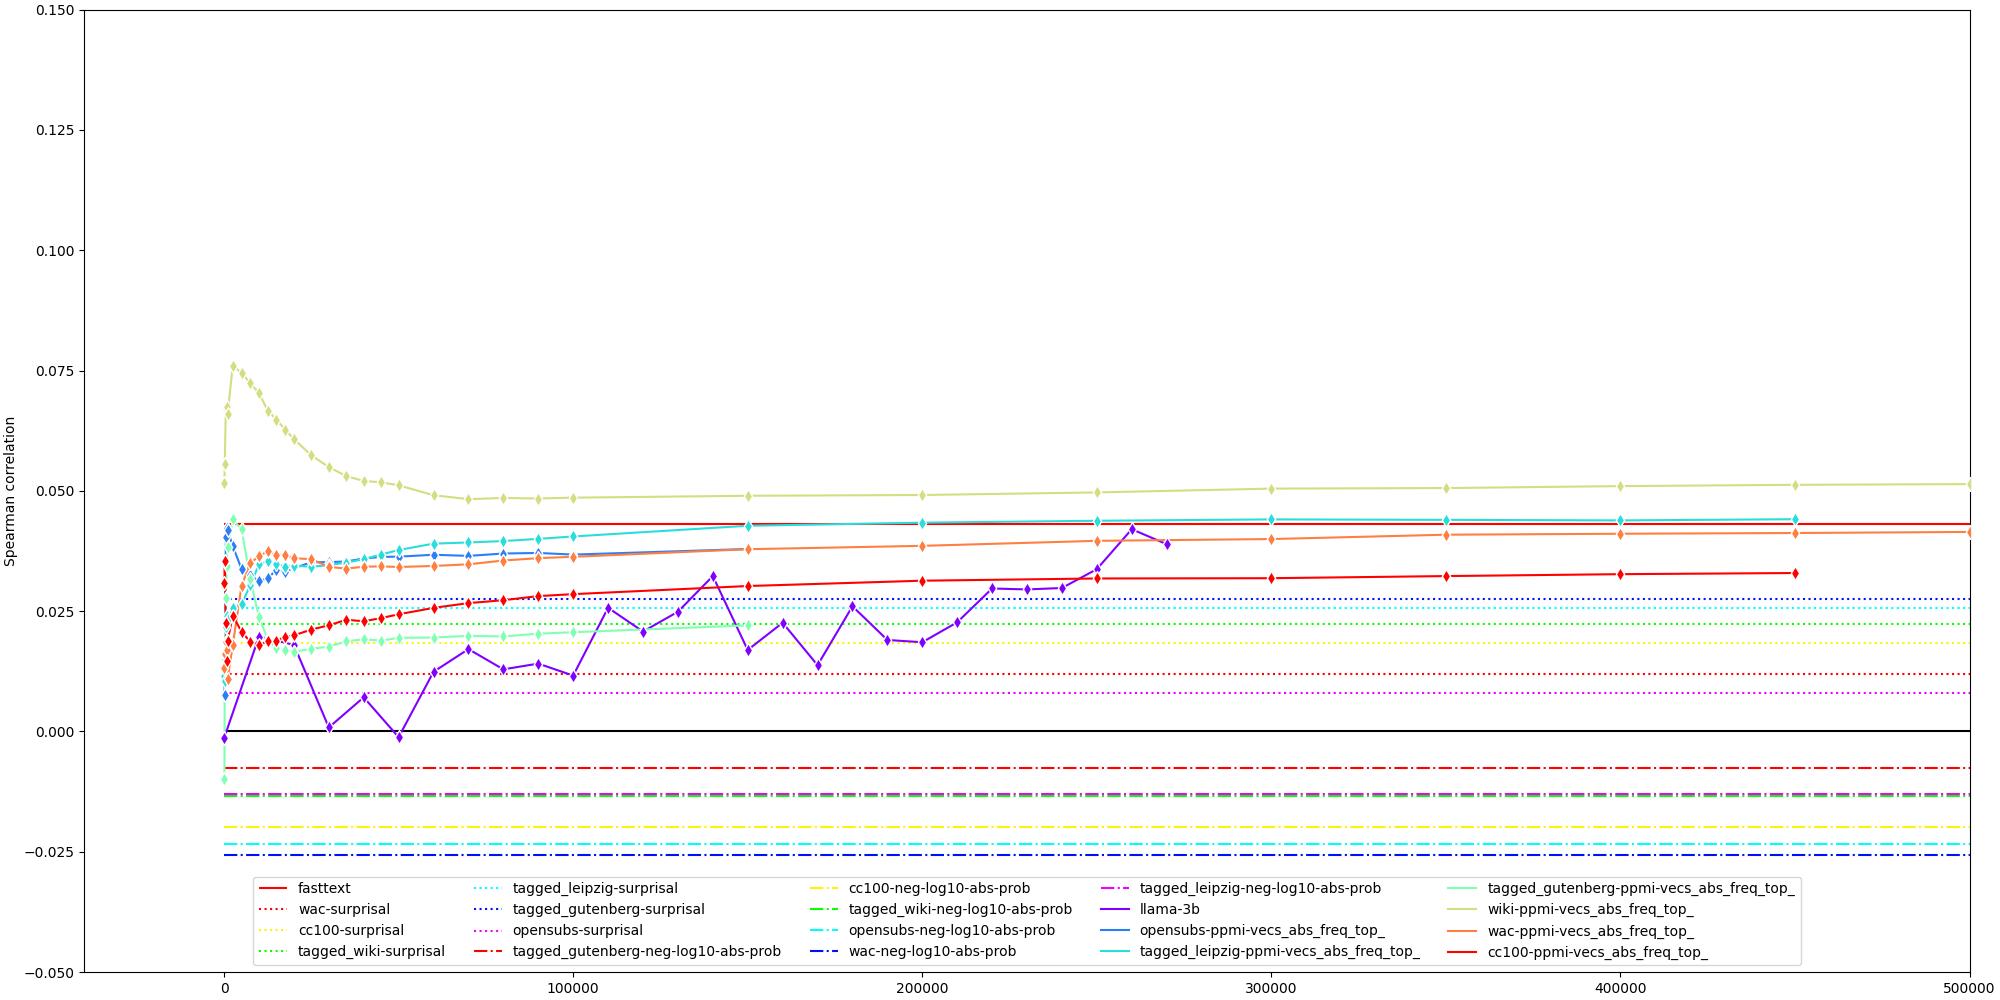 0.150
0.125
0.100
0.075
0.050
0.025
0.000
−0.025
−0.050
Spearman correlation
fasttext
wac-surprisal
cc100-surprisal
tagged_wiki-surprisal
tagged_leipzig-surprisal
tagged_gutenberg-surprisal
opensubs-surprisal
tagged_gutenberg-neg-log10-abs-prob
cc100-neg-log10-abs-prob
tagged_wiki-neg-log10-abs-prob
opensubs-neg-log10-abs-prob
wac-neg-log10-abs-prob
tagged_leipzig-neg-log10-abs-prob
llama-3b
opensubs-ppmi-vecs_abs_freq_top_
tagged_leipzig-ppmi-vecs_abs_freq_top_
tagged_gutenberg-ppmi-vecs_abs_freq_top_
wiki-ppmi-vecs_abs_freq_top_
wac-ppmi-vecs_abs_freq_top_
cc100-ppmi-vecs_abs_freq_top_
0 100000 200000 300000 400000 500000